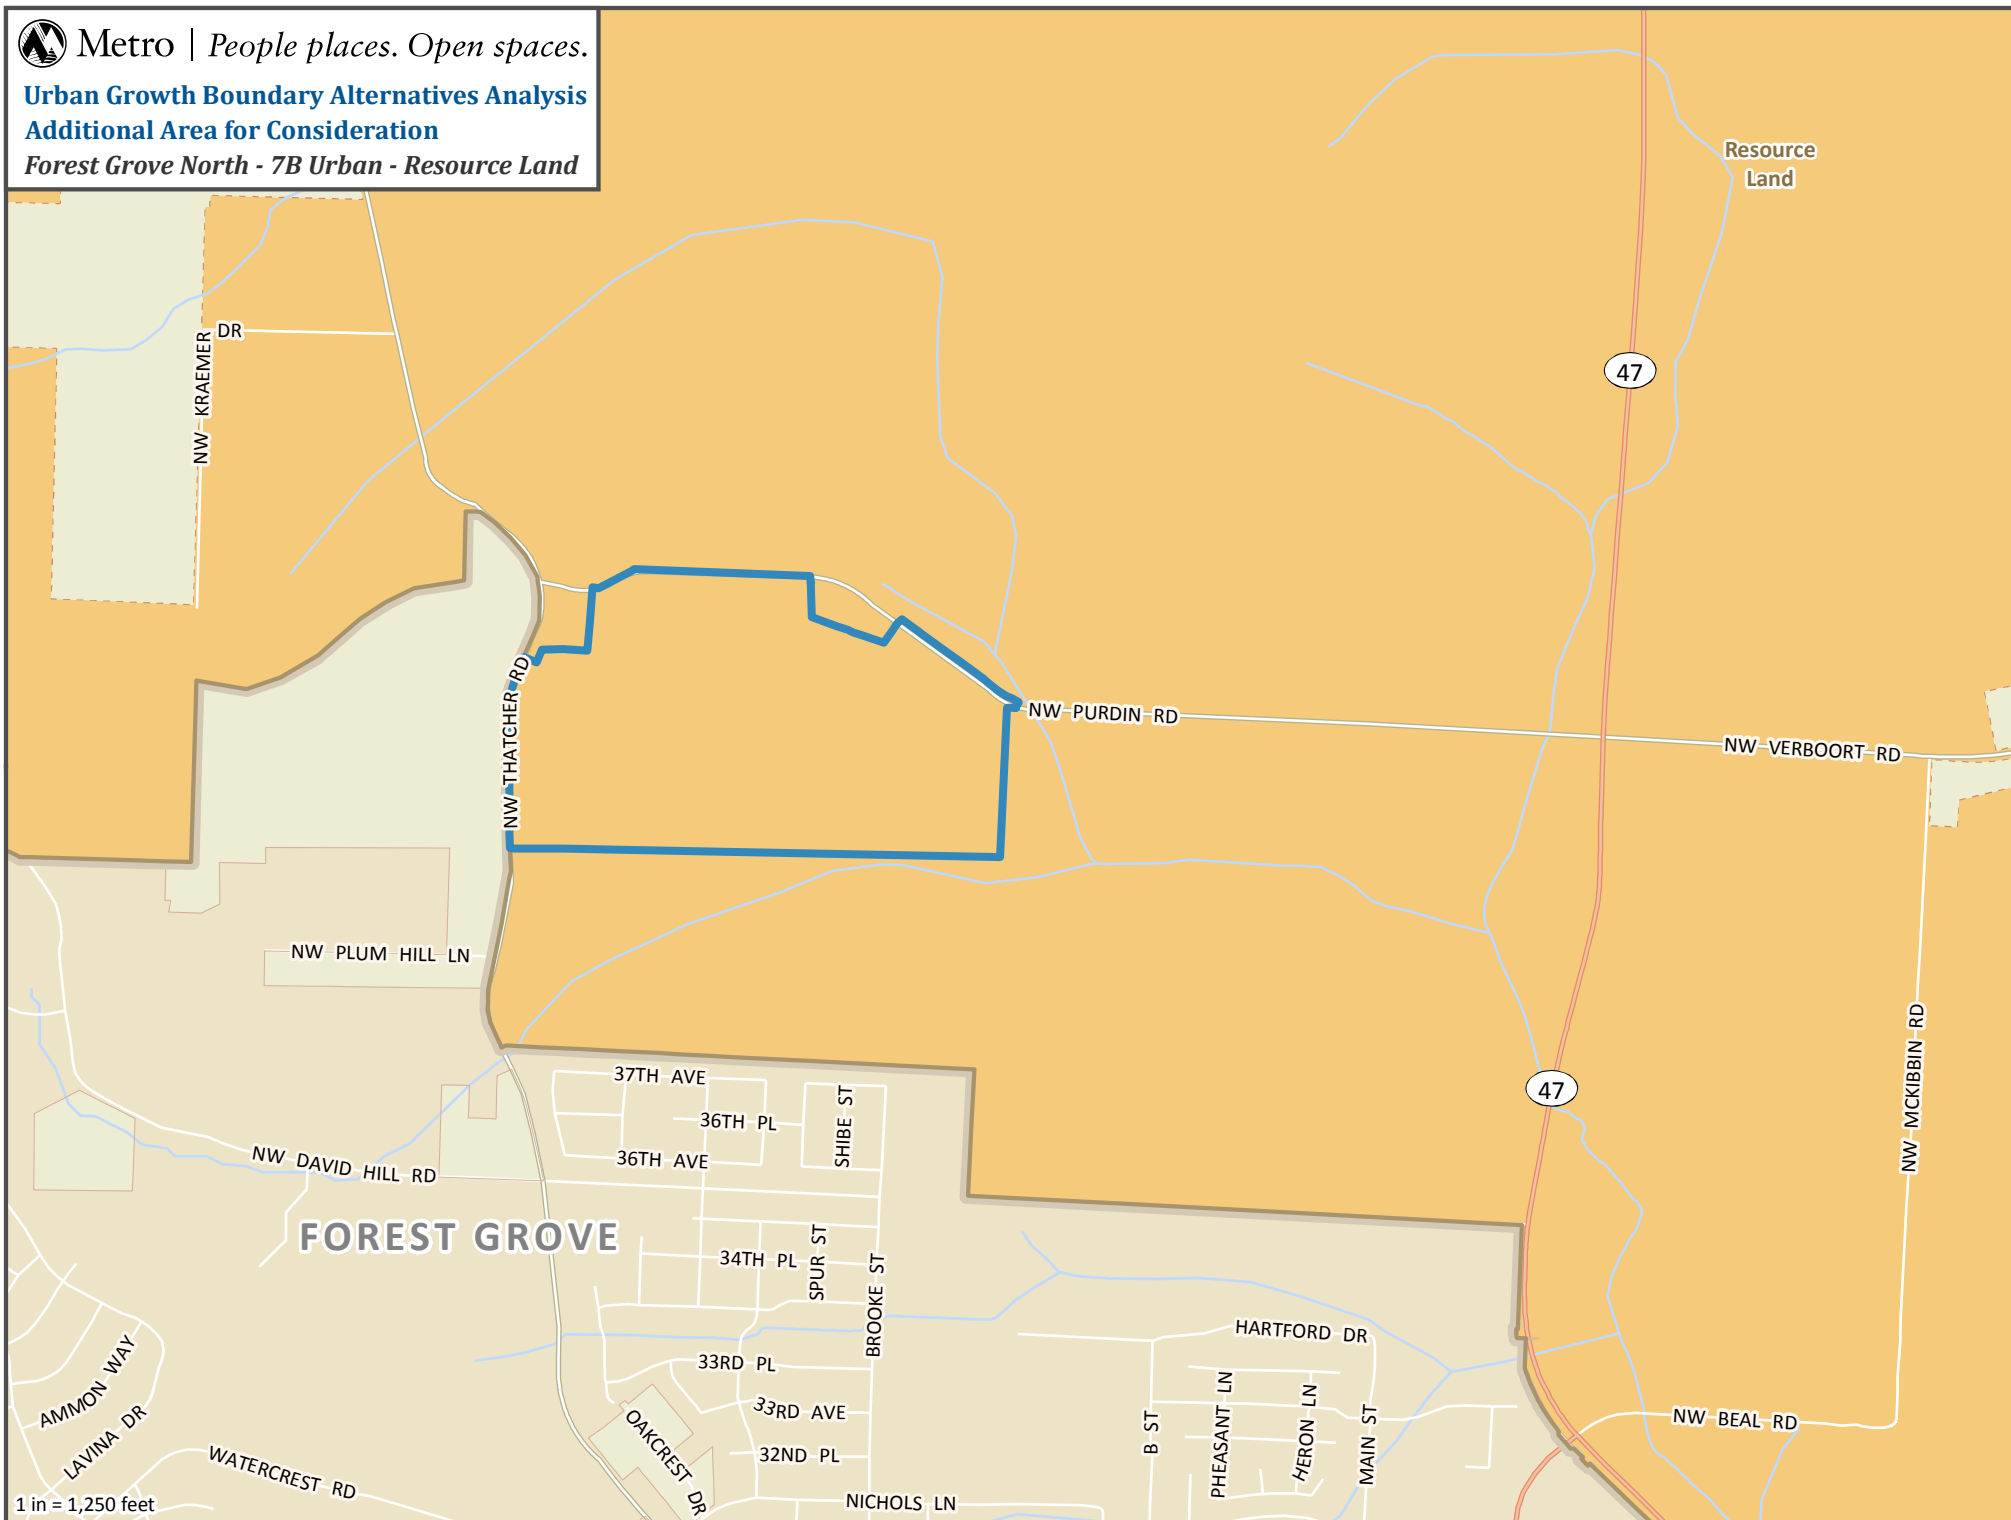 Metro | People places. Open spaces.
Urban Growth Boundary Alternatives Analysis
Additional Area for Consideration
Forest Grove North - 7B Urban - Resource Land
Resource
Land
DR
NW KRAEMER
47
NW THATCHER RD
NW PURDIN RD
NW VERBOORT RD
NW PLUM HILL LN
NW MCKIBBIN RD
37TH AVE
36TH PL
SHIBE ST
36TH AVE
47
NW DAVID HILL RD
FOREST GROVE
34TH PL
SPUR ST
BROOKE ST
HARTFORD DR
33RD PL
33RD AVE
32ND PL
AMMON WAY
LAVINA DR
WATERCREST RD
OAKCREST DR
B ST
PHEASANT LN
HERON LN
MAIN ST
NW BEAL RD
NICHOLS LN
1 in = 1,250 feet